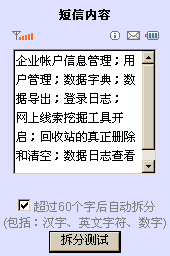 短信内容
企业帐户信息管理；用
户管理；数据字典；数
据导出；登录日志；
网上线索挖掘工具开
启；回收站的真正删除
和清空；数据日志查看
超过60个字后自动拆分
(包括：汉字、英文字符、数字)
拆分测试